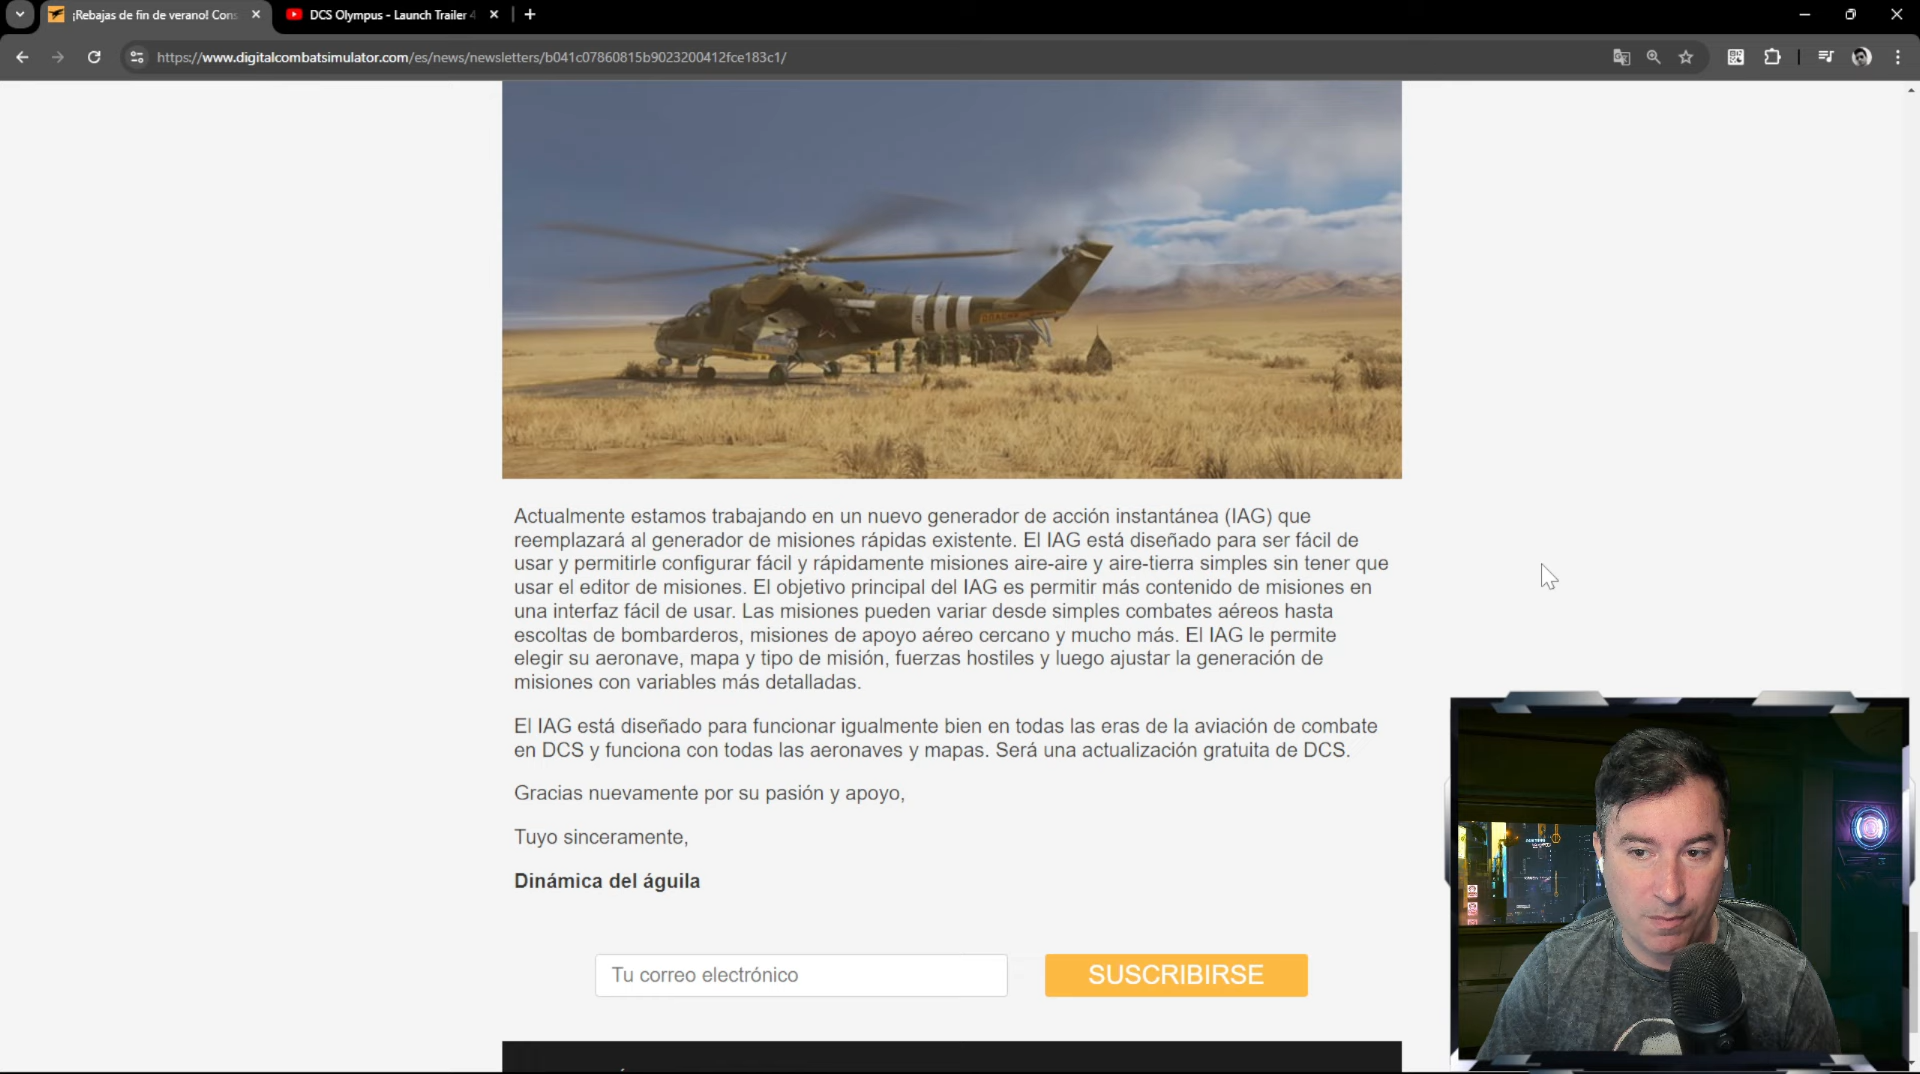 ¡Rebajas de fin de verano! Cons
DCS Olympus - Launch Trailer 4
https://www.digitalcombatsimulator.com/es/news/newsletters/b041c07860815b9023200412fce183c1/
Actualmente estamos trabajando en un nuevo generador de acción instantánea (IAG) que
reemplazará al generador de misiones rápidas existente. El IAG está diseñado para ser fácil de
usar y permitirle configurar fácil y rápidamente misiones aire-aire y aire-tierra simples sin tener que
usar el editor de misiones. El objetivo principal del IAG es permitir más contenido de misiones en
una interfaz fácil de usar. Las misiones pueden variar desde simples combates aéreos hasta
escoltas de bombarderos, misiones de apoyo aéreo cercano y mucho más. El IAG le permite
elegir su aeronave, mapa y tipo de misión, fuerzas hostiles y luego ajustar la generación de
misiones con variables más detalladas.
El IAG está diseñado para funcionar igualmente bien en todas las eras de la aviación de combate
en DCS y funciona con todas las aeronaves y mapas. Será una actualización gratuita de DCS.
Gracias nuevamente por su pasión y apoyo,
Tuyo sinceramente,
Dinámica del águila
Tu correo electrónico
SUSCRIBIRSE